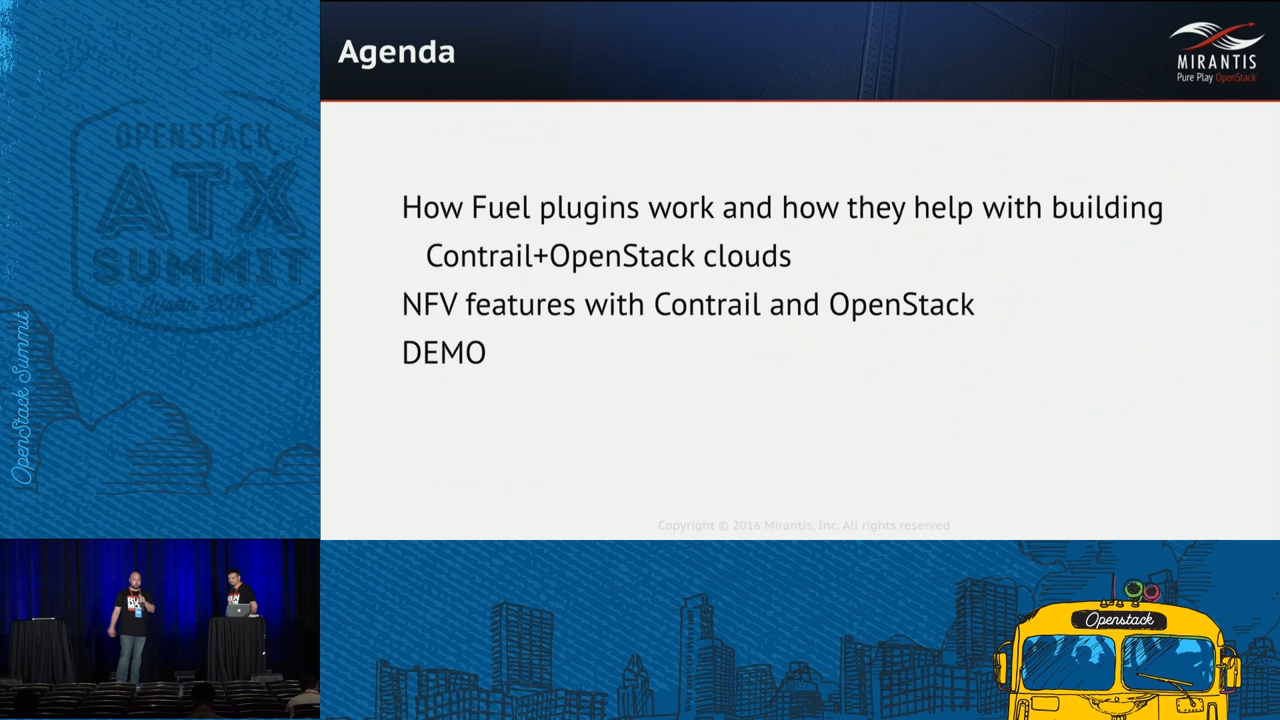 Agenda
MIRANTIS
Pure Play OpenStack
How Fuel plugins work and how they help with building
Contrail+OpenStack clouds
NFV features with Contrail and OpenStack
DEMO
Copyright © 2016 Mirantis, Inc. All rights reserved
OPENSTACK
ATX
SUMMIT
OpenStack Summit
Openstack